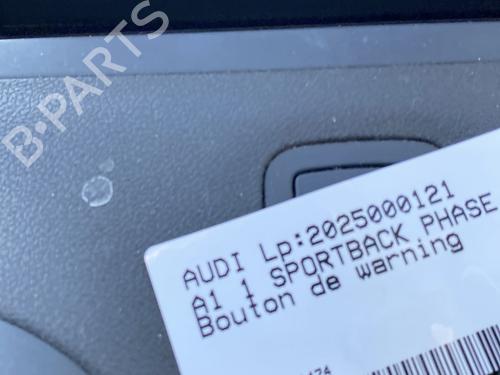 B-PARTS
AUDI Lp:2025000121
A1 1 SPORTBACK PHASE
Bouton de warning